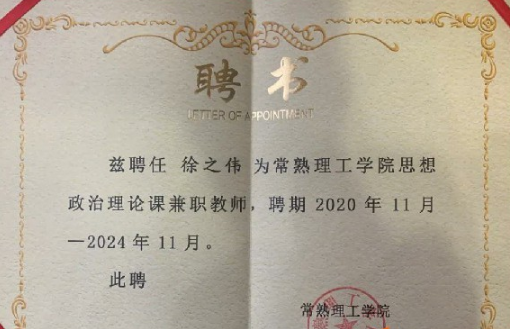 聘书
LETTER OF APPOINTMENT
兹聘任 徐之伟 为常熟理工学院思想
政治理论课兼职教师，聘期 2020 年 11 月
—2024 年 11 月。
此聘
常熟理工学院